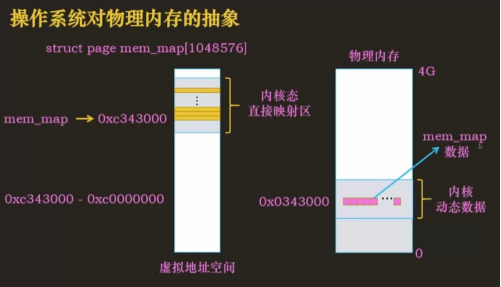 操作系统对物理内存的抽象
struct page mem_map[1048576]
物理内存
4G
内核态
直接映射区
mem_map
0xc343000
mem_map
数据
0xc343000 - 0xc0000000
0x0343000
...
内核
动态数据
0
虚拟地址空间